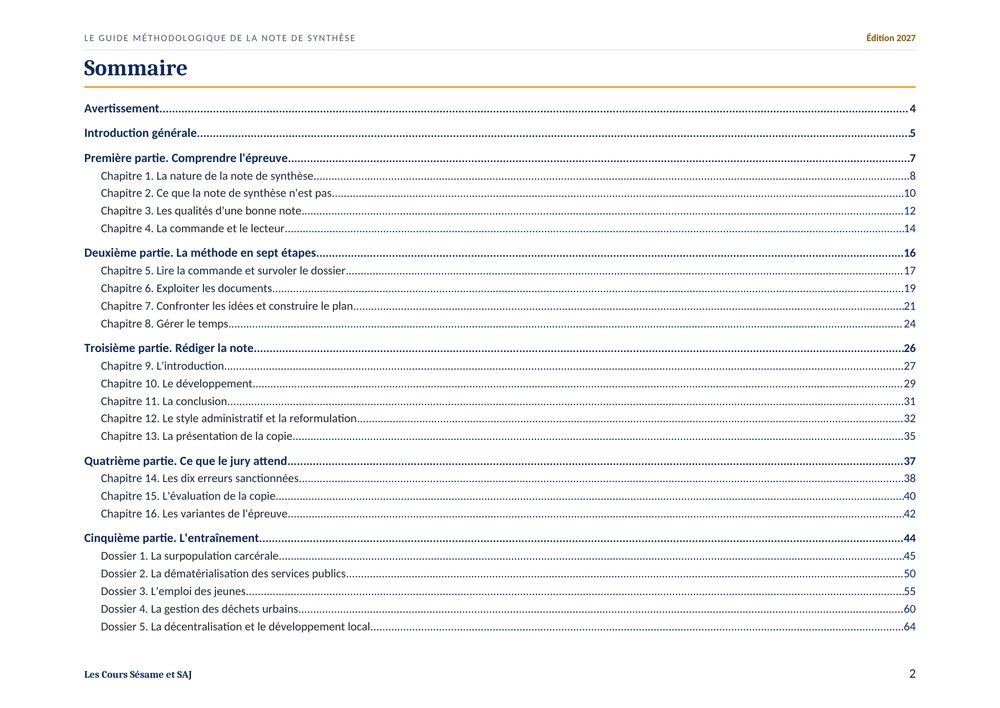 LE GUIDE MÉTHODOLOGIQUE DE LA NOTE DE SYNTHÈSE Édition 2027
Sommaire
Avertissement 4
Introduction générale 5
Première partie. Comprendre l'épreuve 7
Chapitre 1. La nature de la note de synthèse 8
Chapitre 2. Ce que la note de synthèse n'est pas 10
Chapitre 3. Les qualités d'une bonne note 12
Chapitre 4. La commande et le lecteur 14
Deuxième partie. La méthode en sept étapes 16
Chapitre 5. Lire la commande et survoler le dossier 17
Chapitre 6. Exploiter les documents 19
Chapitre 7. Confronter les idées et construire le plan 21
Chapitre 8. Gérer le temps 24
Troisième partie. Rédiger la note 26
Chapitre 9. L'introduction 27
Chapitre 10. Le développement 29
Chapitre 11. La conclusion 31
Chapitre 12. Le style administratif et la reformulation 32
Chapitre 13. La présentation de la copie 35
Quatrième partie. Ce que le jury attend 37
Chapitre 14. Les dix erreurs sanctionnées 38
Chapitre 15. L'évaluation de la copie 40
Chapitre 16. Les variantes de l'épreuve 42
Cinquième partie. L'entraînement 44
Dossier 1. La surpopulation carcérale 45
Dossier 2. La dématérialisation des services publics 50
Dossier 3. L'emploi des jeunes 55
Dossier 4. La gestion des déchets urbains 60
Dossier 5. La décentralisation et le développement local 64
Les Cours Sésame et SAJ 2